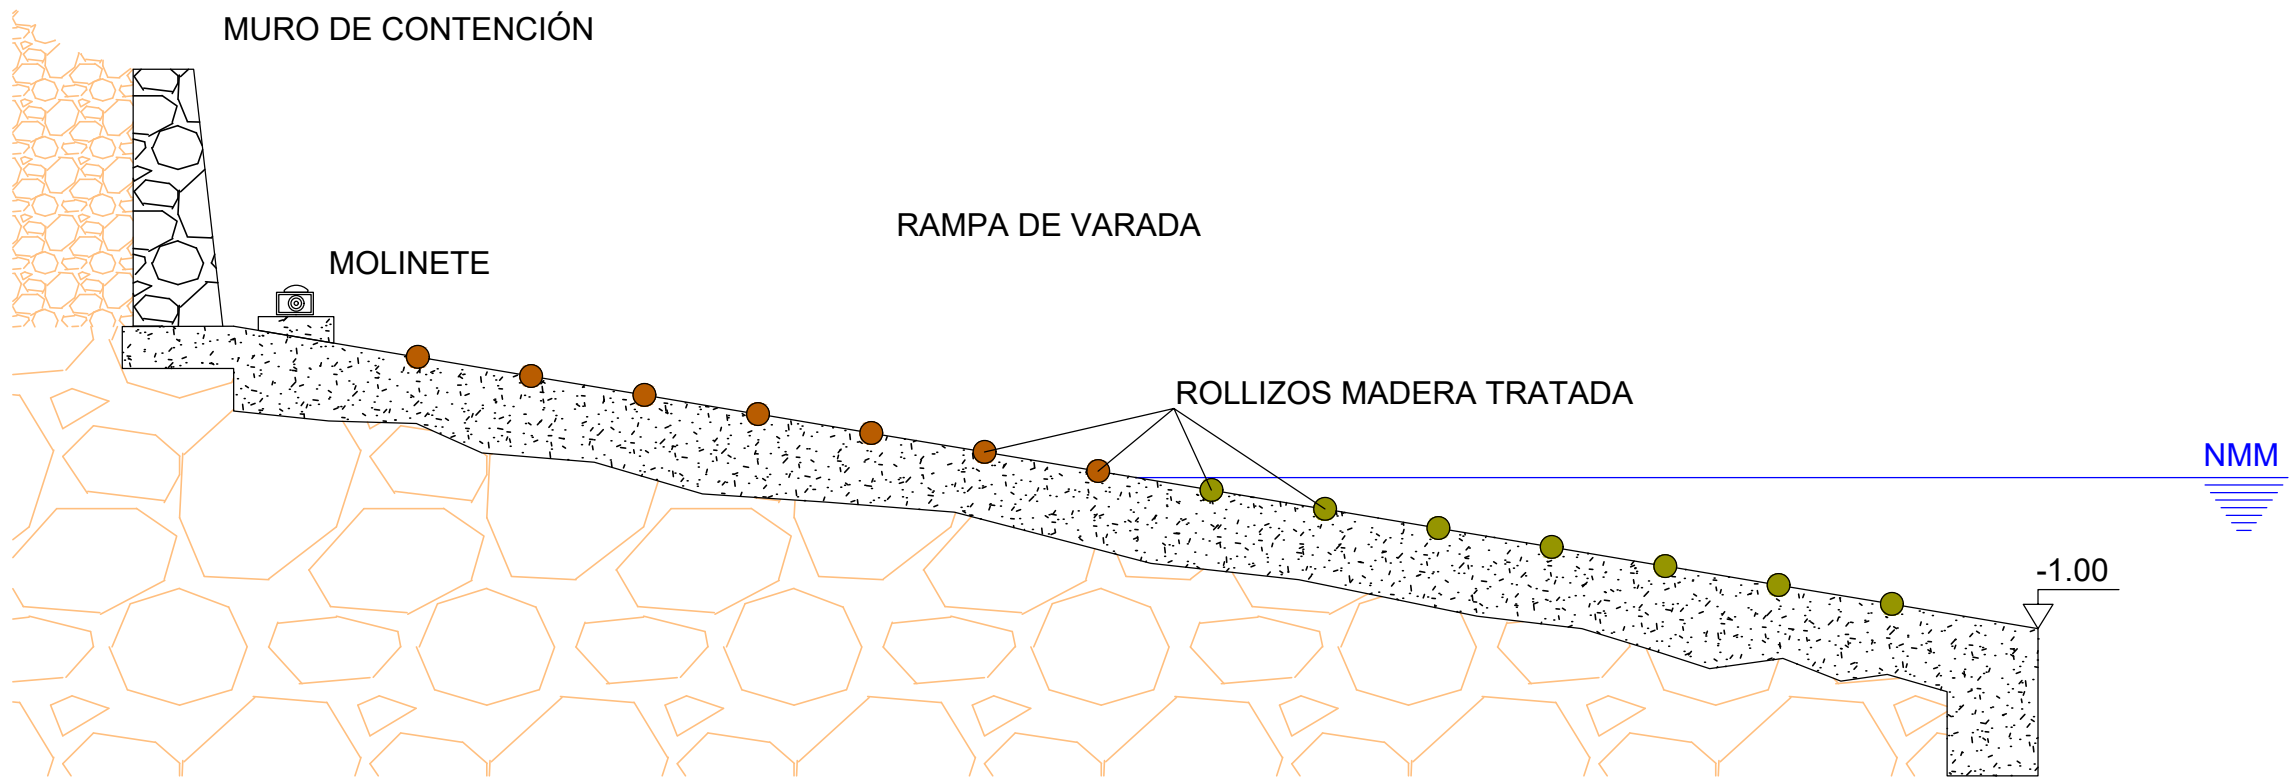 MURO DE CONTENCIÓN
RAMPA DE VARADA
MOLINETE
ROLLIZOS MADERA TRATADA
NMM
-1.00